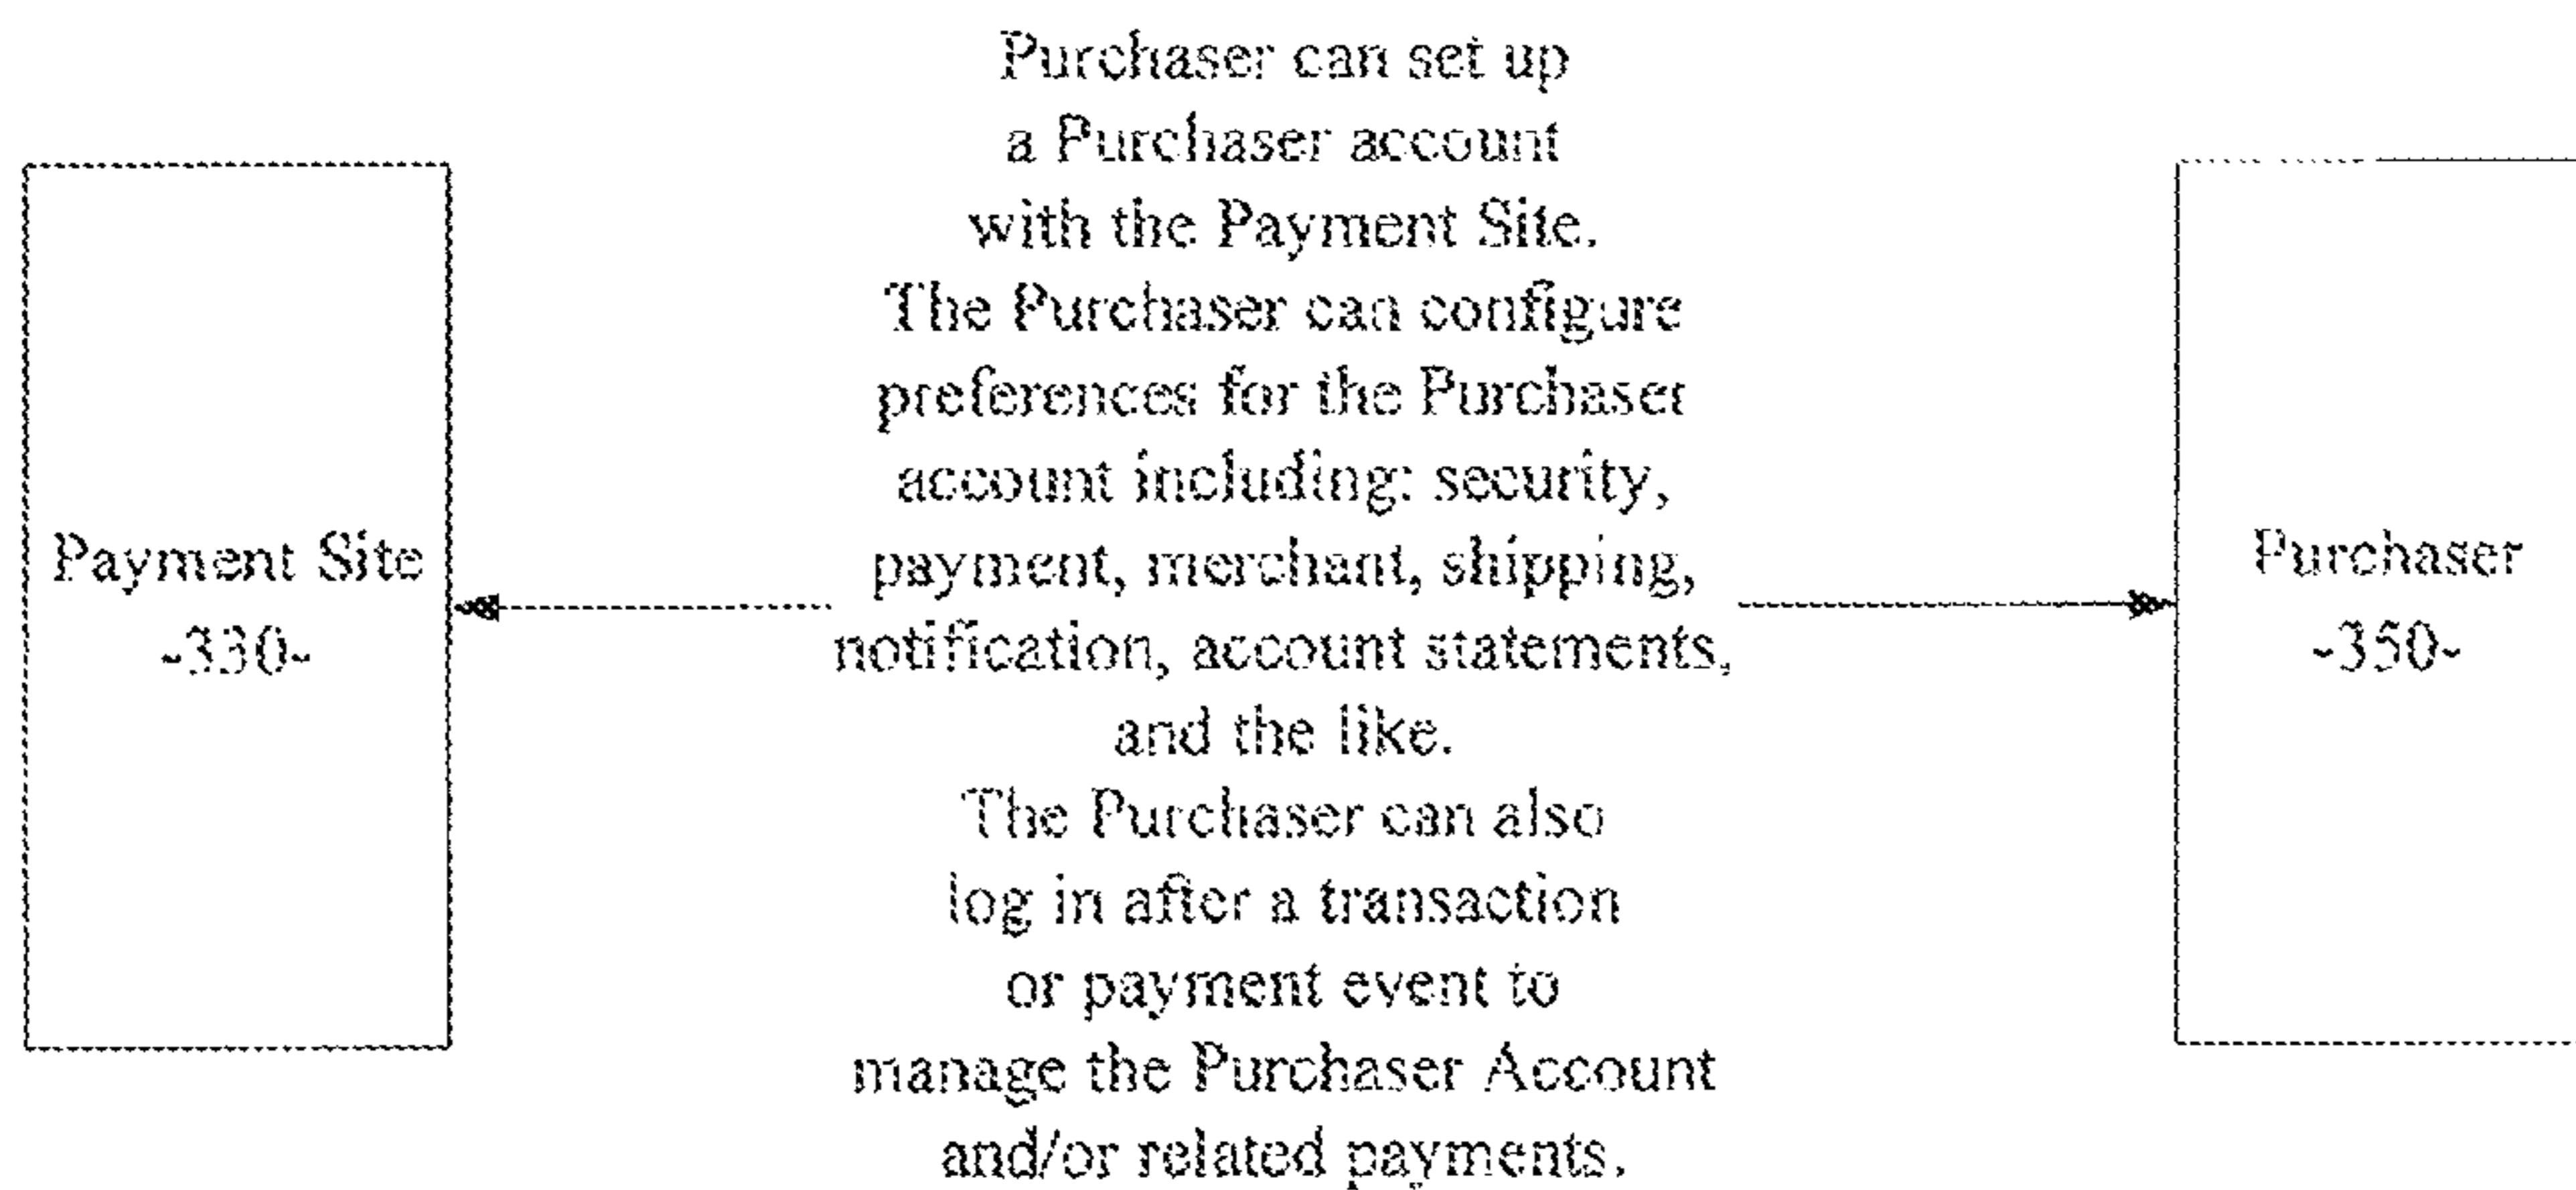 Purchaser can set up
a Purchaser account
with the Payment Site.
The Purchaser can configure
preferences for the Purchaser
account including: security,
payment, merchant, shipping,
notification, account statements,
and the like.
The Purchaser can also
log in after a transaction
or payment event to
manage the Purchaser Account
and/or related payments.
Payment Site
-330-
Purchaser
-350-